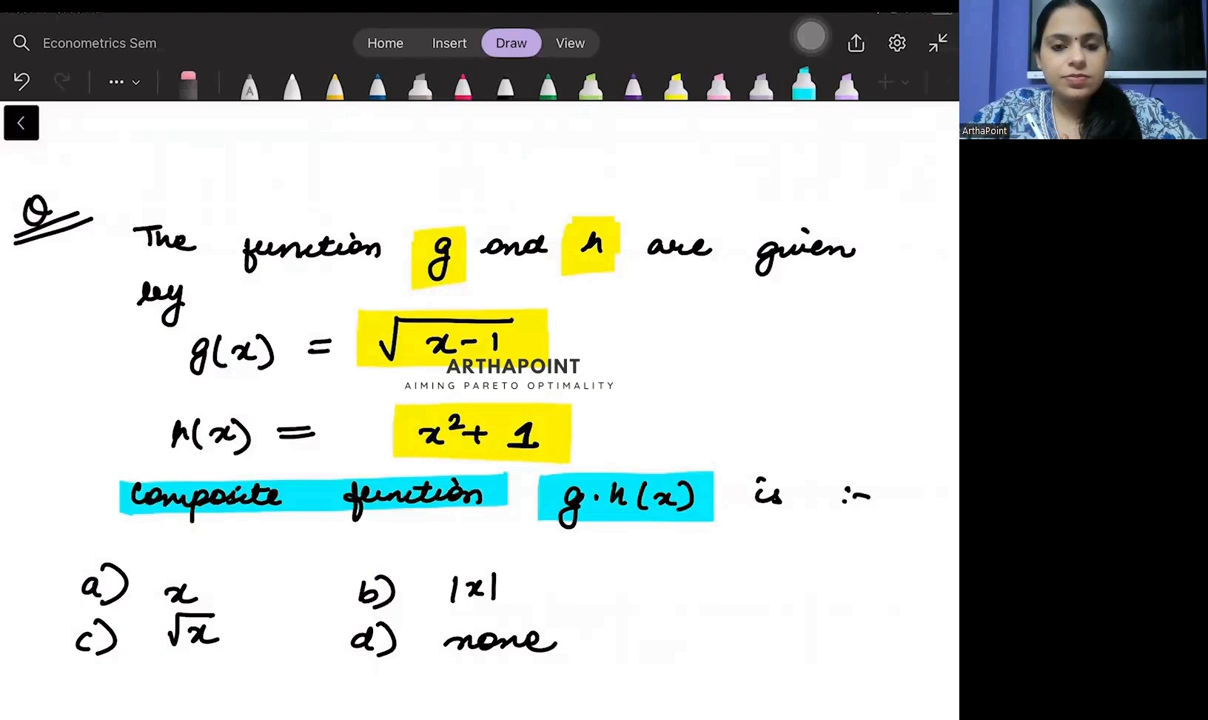 Econometrics Sem
Home Insert Draw View
ArthaPoint
Q
The function g and h are given
by
g(x) = √(x-1)
ARTHAPOINT
AIMING PARETO OPTIMALITY
h(x) = x²+ 1
composite function g·h(x) is :-
a) x b) |x|
c) √x d) none